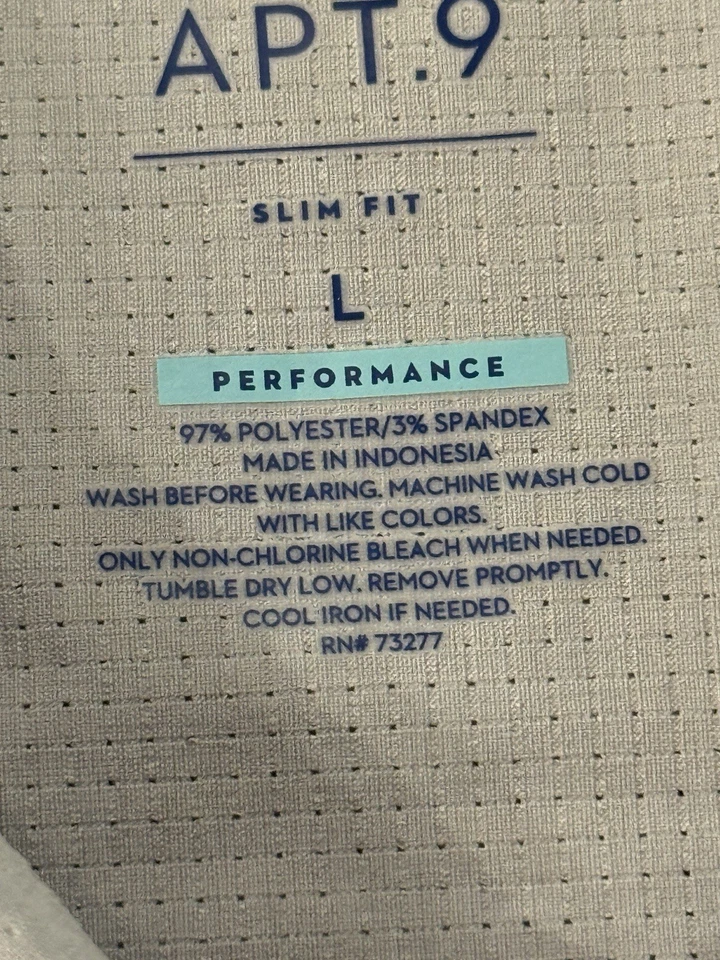 APT.9
SLIM FIT
L
PERFORMANCE
97% POLYESTER/3% SPANDEX
MADE IN INDONESIA
WASH BEFORE WEARING. MACHINE WASH COLD
WITH LIKE COLORS.
ONLY NON-CHLORINE BLEACH WHEN NEEDED.
TUMBLE DRY LOW. REMOVE PROMPTLY.
COOL IRON IF NEEDED.
RN# 73277